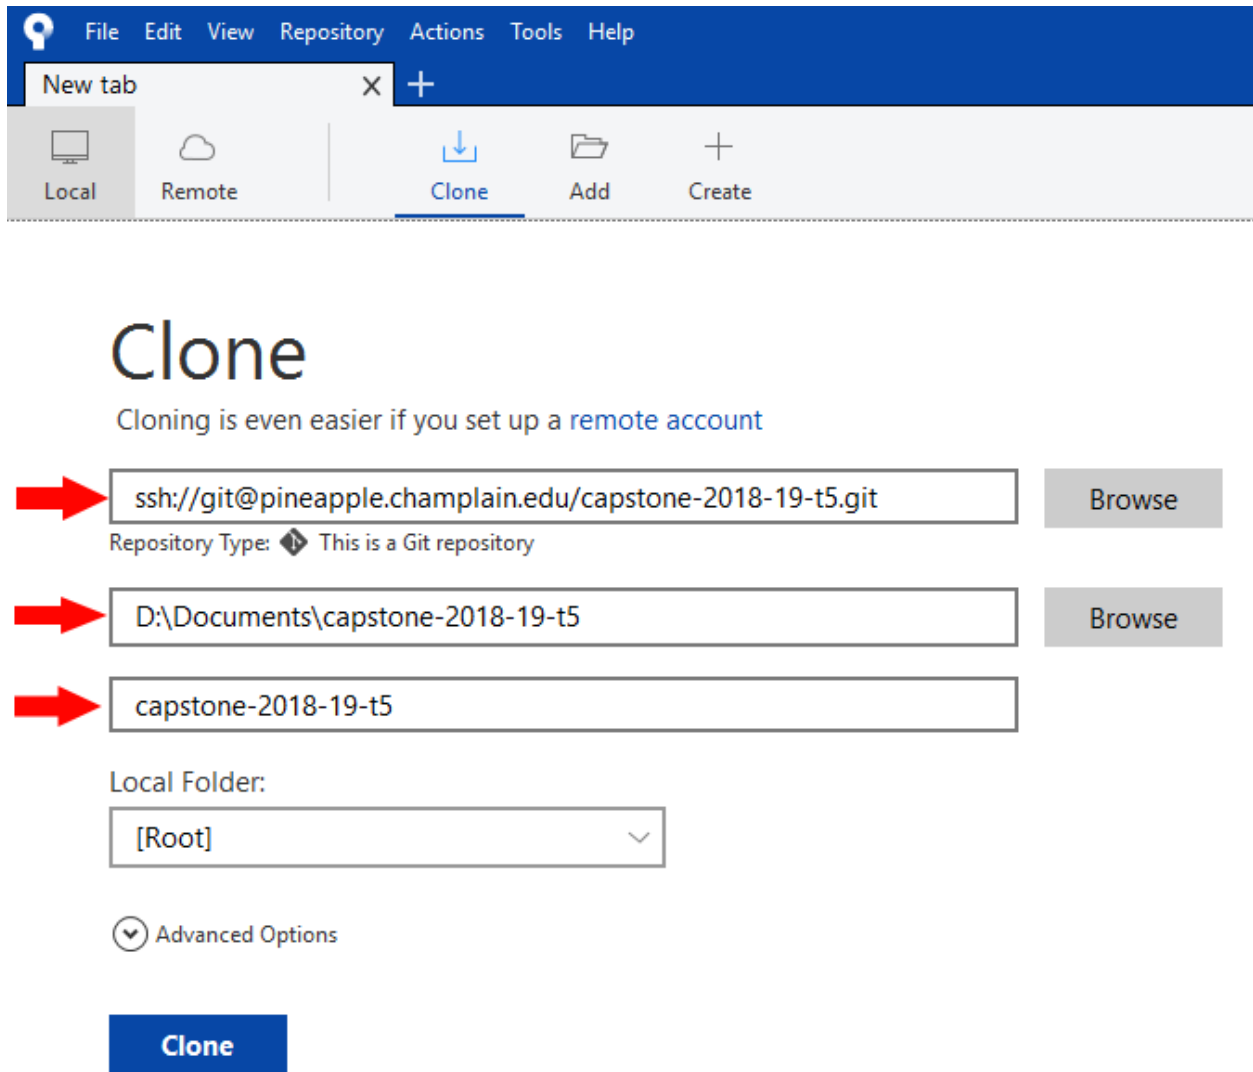 File Edit View Repository Actions Tools Help
New tab
Local Remote Clone Add Create
Clone
Cloning is even easier if you set up a remote account
ssh://git@pineapple.champlain.edu/capstone-2018-19-t5.git Browse
Repository Type: This is a Git repository
D:\Documents\capstone-2018-19-t5 Browse
capstone-2018-19-t5
Local Folder:
[Root]
Advanced Options
Clone